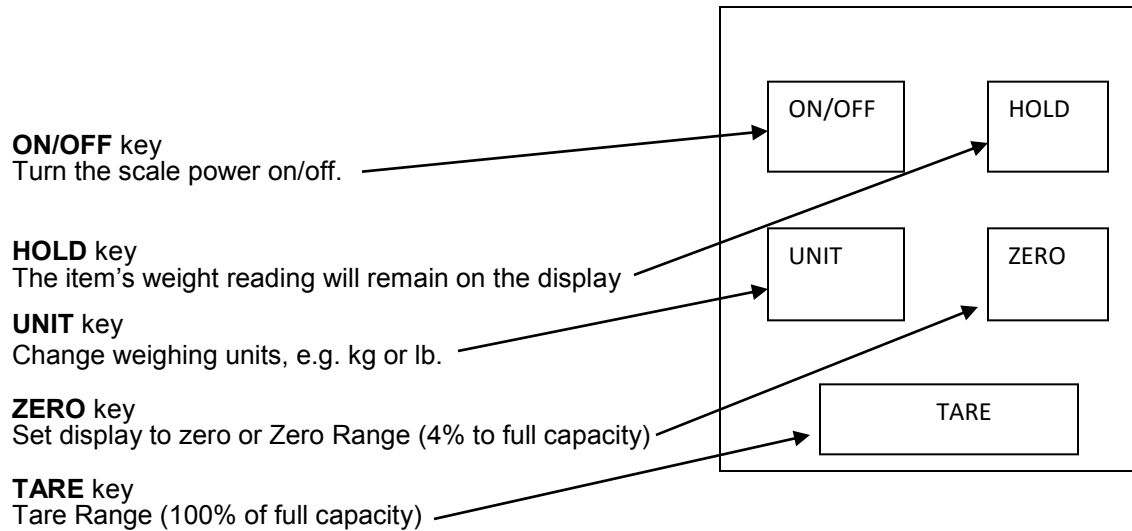 ON/OFF key
Turn the scale power on/off.
HOLD key
The item’s weight reading will remain on the display
UNIT key
Change weighing units, e.g. kg or lb.
ZERO key
Set display to zero or Zero Range (4% to full capacity)
TARE key
Tare Range (100% of full capacity)
ON/OFF
HOLD
UNIT
ZERO
TARE